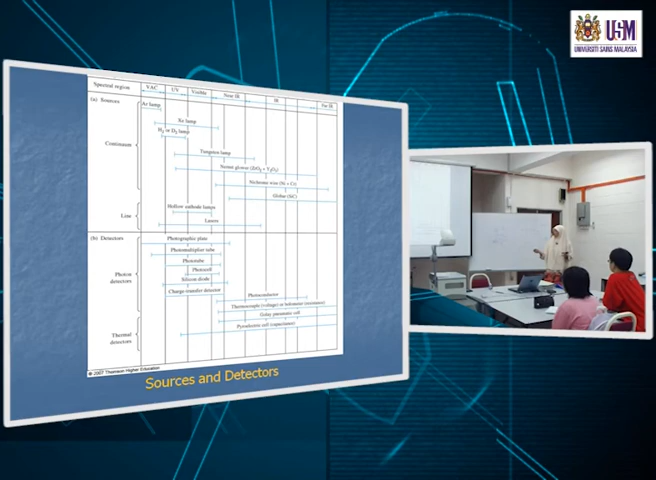 USM
UNIVERSITI SAINS MALAYSIA
Spectral region VAC UV Visible Near IR IR Far IR
(a) Sources
Ar lamp
Xe lamp
H₂ or D₂ lamp
Continuum
Tungsten lamp
Nernst glower (ZrO₂ + Y₂O₃)
Nichrome wire (Ni + Cr)
Globar (SiC)
Hollow cathode lamps
Line
Lasers
(b) Detectors
Photographic plate
Photomultiplier tube
Phototube
Photon
detectors
Photocell
Silicon diode
Charge-transfer detector
Photoconductor
Thermocouple (voltage) or bolometer (resistance)
Golay pneumatic cell
Thermal
detectors
Pyroelectric cell (capacitance)
© 2007 Thomson Higher Education
Sources and Detectors